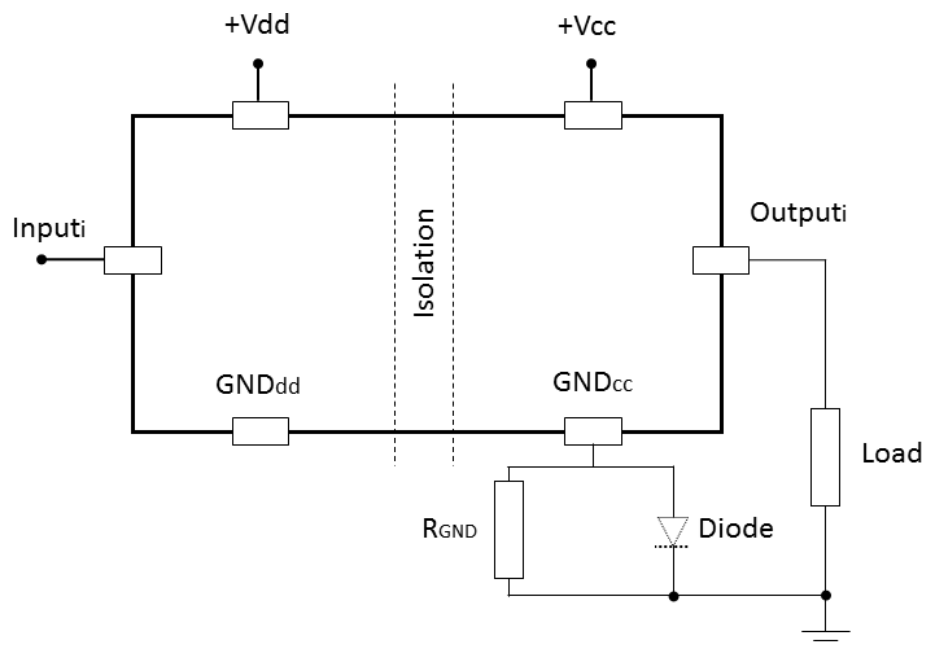 +Vdd
+Vcc
Inputi
Outputi
Isolation
GNDdd
GNDcc
Load
RGND
Diode